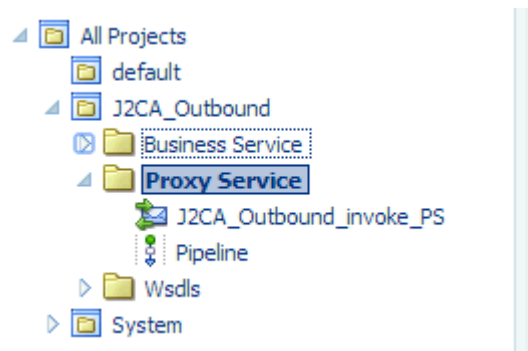 All Projects
default
J2CA_Outbound
Business Service
Proxy Service
J2CA_Outbound_invoke_PS
Pipeline
Wsdls
System